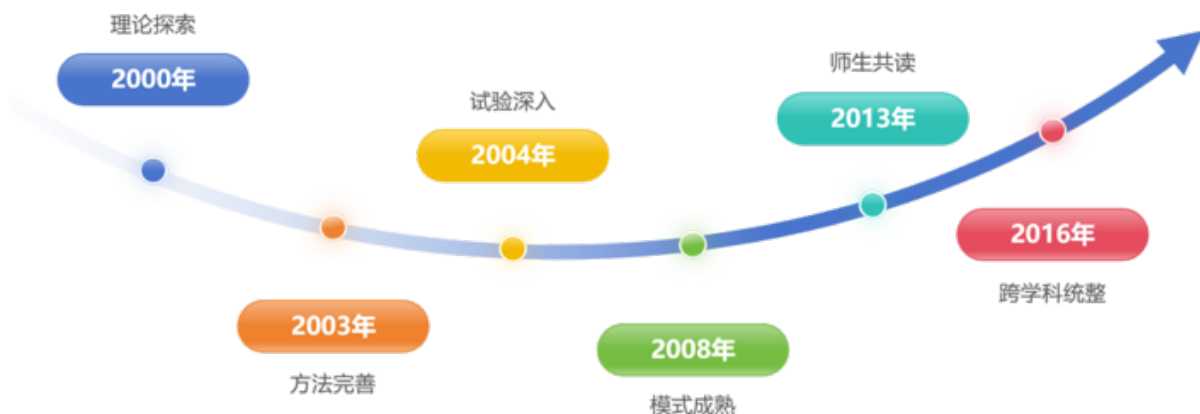 理论探索
2000年
2003年
方法完善
试验深入
2004年
2008年
模式成熟
师生共读
2013年
2016年
跨学科统整